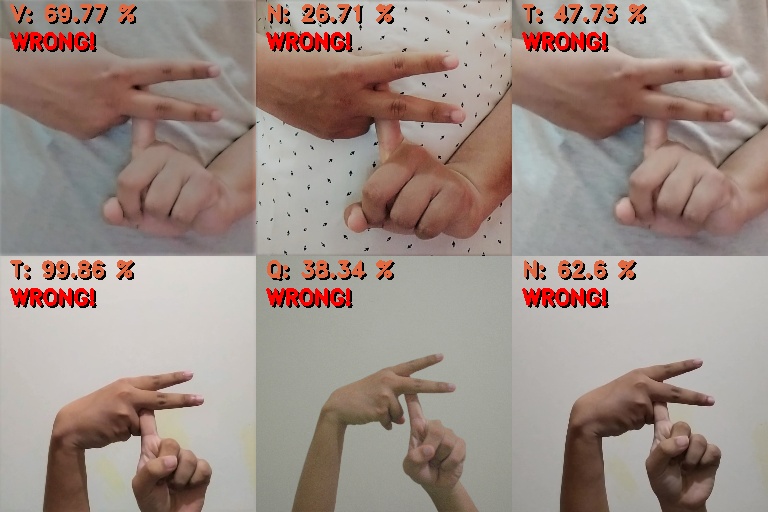 V: 69.77 %
WRONG!
N: 26.71 %
WRONG!
T: 47.73 %
WRONG!
T: 99.86 %
WRONG!
Q: 38.34 %
WRONG!
N: 62.6 %
WRONG!